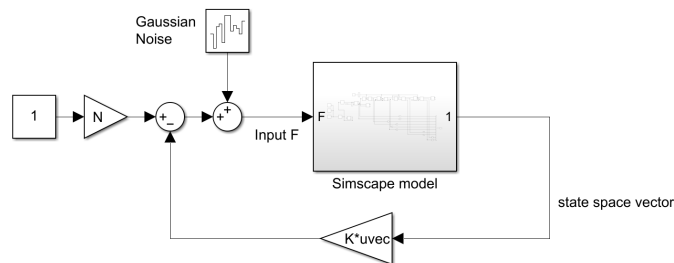 Gaussian
Noise
1
N
+
_
+
+
Input F
F
1
Simscape model
state space vector
K*uvec